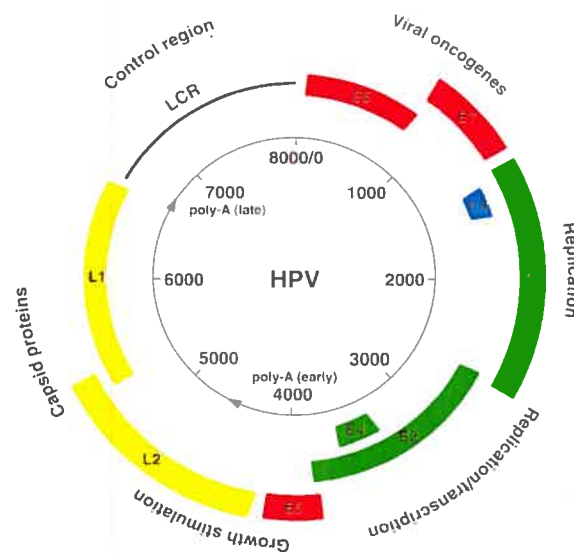 Control region
Viral oncogenes
LCR
8000/0
7000
1000
poly-A (late)
Replication
L1
6000
HPV
2000
Capsid proteins
5000
3000
poly-A (early)
4000
L2
Replication/transcription
Growth stimulation